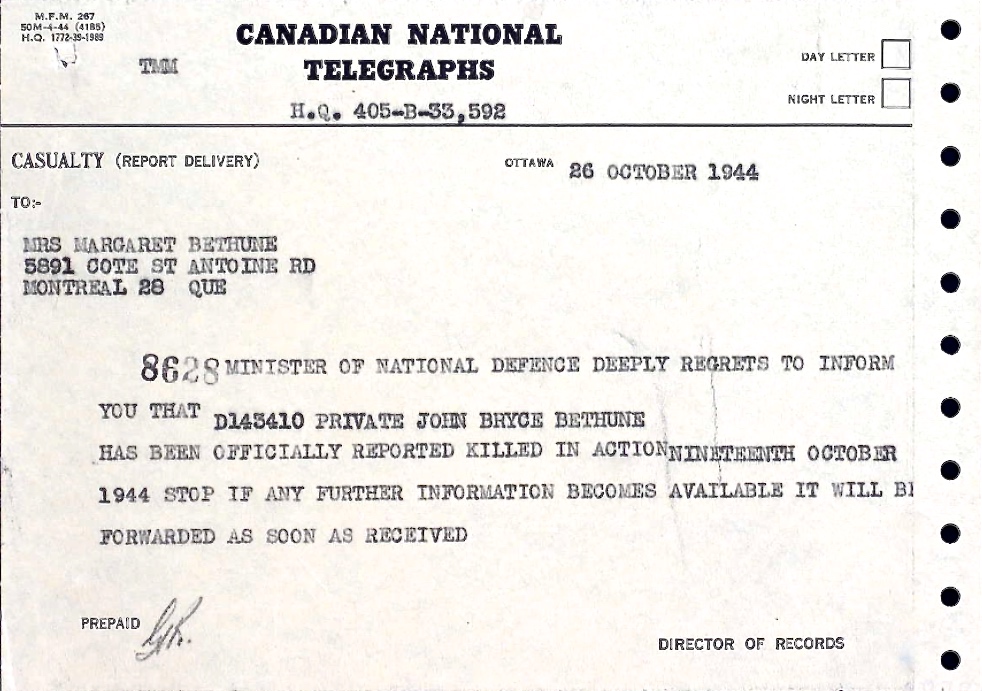 M.F.M. 267
50M-4-44 (4185)
H.Q. 1772-39-1989
TMM
CANADIAN NATIONAL
TELEGRAPHS
H.Q. 405-B-33,592
DAY LETTER
NIGHT LETTER
CASUALTY (REPORT DELIVERY)
OTTAWA 26 OCTOBER 1944
TO:-
MRS MARGARET BETHUNE
5891 COTE ST ANTOINE RD
MONTREAL 28 QUE
8628 MINISTER OF NATIONAL DEFENCE DEEPLY REGRETS TO INFORM
YOU THAT D143410 PRIVATE JOHN BRYCE BETHUNE
HAS BEEN OFFICIALLY REPORTED KILLED IN ACTION NINETEENTH OCTOBER
1944 STOP IF ANY FURTHER INFORMATION BECOMES AVAILABLE IT WILL BE
FORWARDED AS SOON AS RECEIVED
PREPAID
DIRECTOR OF RECORDS